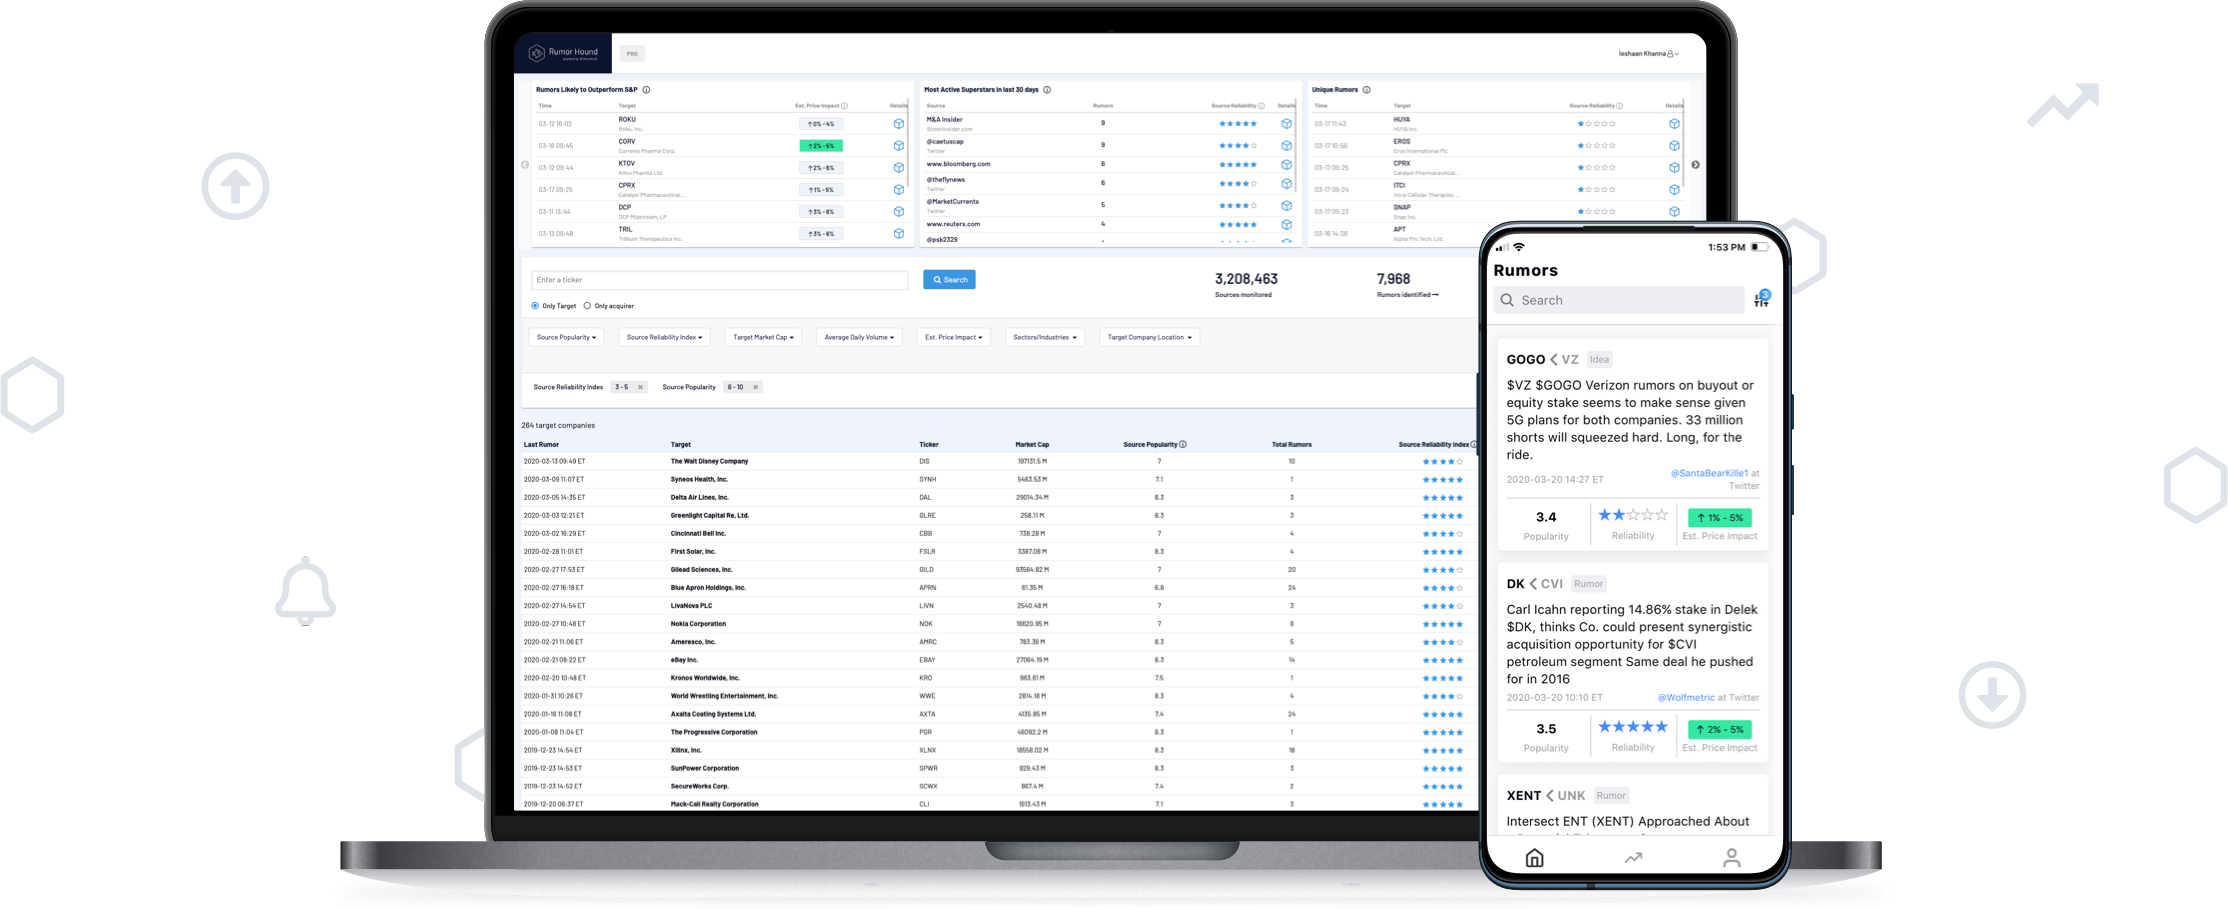 Rumor Hound
PRO
Ieshaan Khanna
Rumors Likely to Outperform S&P
Time Target Est. Price Impact Details
03-12 16:02 ROKU ↑0% - 4%
Roku, Inc.
03-16 09:45 CORV ↑2% - 5%
Correvio Pharma Corp.
03-12 09:44 KTOV ↑2% - 6%
Kitov Pharma Ltd
03-17 09:25 CPRX ↑1% - 5%
Catalyst Pharmaceutical...
03-11 13:44 DCP ↑3% - 6%
DCP Midstream, LP
03-13 09:48 TRIL ↑3% - 6%
Trillium Therapeutics Inc.
Most Active Superstars in last 30 days
Source Rumors Source Reliability Details
M&A Insider 9
StreetInsider.com
@caetuscap 9
Twitter
www.bloomberg.com 6
@theflynews 6
Twitter
@MarketCurrents 5
Twitter
www.reuters.com 4
@psk2329
Unique Rumors
Time Target Source Reliability Details
03-17 11:43 HUYA
HUYA Inc.
03-17 10:56 EROS
Eros International Plc
03-17 09:25 CPRX
Catalyst Pharmaceutical...
03-17 09:24 ITCI
Intra-Cellular Therapies, ...
03-17 09:23 SNAP
Snap Inc.
03-16 14:26 APT
Alpha Pro Tech, Ltd.
Enter a ticker
Search
3,208,463
Sources monitored
7,968
Rumors identified
Only Target Only acquirer
Source Popularity Source Reliability Index Target Market Cap Average Daily Volume Est. Price Impact Sectors/Industries Target Company Location
Source Reliability Index 3 - 5 × Source Popularity 6 - 10 ×
264 target companies
Last Rumor Target Ticker Market Cap Source Popularity Total Rumors Source Reliability Index
2020-03-13 09:49 ET The Walt Disney Company DIS 197131.5 M 7 10
2020-03-09 11:07 ET Syneos Health, Inc. SYNH 5463.53 M 7.1 1
2020-03-05 14:35 ET Delta Air Lines, Inc. DAL 29014.34 M 8.3 3
2020-03-03 12:21 ET Greenlight Capital Re, Ltd. GLRE 258.11 M 8.3 3
2020-03-02 16:29 ET Cincinnati Bell Inc. CBB 738.28 M 7 4
2020-02-28 11:01 ET First Solar, Inc. FSLR 3387.08 M 8.3 4
2020-02-27 17:53 ET Gilead Sciences, Inc. GILD 93564.82 M 7 20
2020-02-27 16:18 ET Blue Apron Holdings, Inc. APRN 61.35 M 6.8 24
2020-02-27 14:54 ET LivaNova PLC LIVN 2540.48 M 7 3
2020-02-27 10:48 ET Nokia Corporation NOK 16620.95 M 7 9
2020-02-21 11:06 ET Ameresco, Inc. AMRC 783.36 M 8.3 5
2020-02-21 08:22 ET eBay Inc. EBAY 27064.19 M 8.3 14
2020-02-20 10:48 ET Kronos Worldwide, Inc. KRO 963.61 M 7.5 1
2020-01-31 10:26 ET World Wrestling Entertainment, Inc. WWE 2814.18 M 8.3 4
2020-01-16 11:08 ET Axalta Coating Systems Ltd. AXTA 4135.85 M 7.4 24
2020-01-08 11:04 ET The Progressive Corporation PGR 46092.2 M 8.3 1
2019-12-23 14:54 ET Xilinx, Inc. XLNX 18558.02 M 8.3 18
2019-12-23 14:53 ET SunPower Corporation SPWR 929.43 M 8.3 3
2019-12-23 14:52 ET SecureWorks Corp. SCWX 867.4 M 7.4 2
2019-12-20 06:37 ET Mack-Cali Realty Corporation CLI 1613.43 M 7.1 3
1:53 PM
Rumors
Search
3
GOGO < VZ Idea
$VZ $GOGO Verizon rumors on buyout or
equity stake seems to make sense given
5G plans for both companies. 33 million
shorts will squeezed hard. Long, for the
ride.
2020-03-20 14:27 ET @SantaBearKille1 at
Twitter
3.4 ↑ 1% - 5%
Popularity Reliability Est. Price Impact
DK < CVI Rumor
Carl Icahn reporting 14.86% stake in Delek
$DK, thinks Co. could present synergistic
acquisition opportunity for $CVI
petroleum segment Same deal he pushed
for in 2016
2020-03-20 10:10 ET @Wolfmetric at Twitter
3.5 ↑ 2% - 5%
Popularity Reliability Est. Price Impact
XENT < UNK Rumor
Intersect ENT (XENT) Approached About